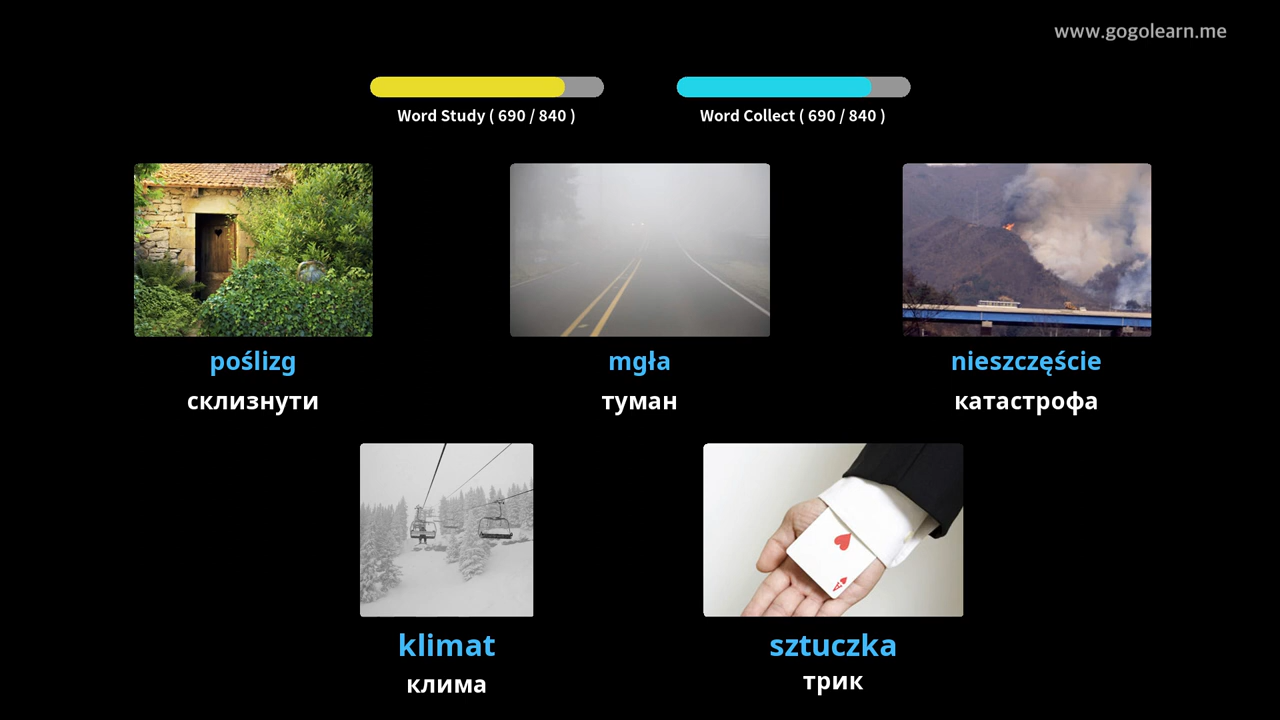 www.gogolearn.me
Word Study ( 690 / 840 )
Word Collect ( 690 / 840 )
poślizg
склизнути
mgła
туман
nieszczęście
катастрофа
klimat
клима
sztuczka
трик